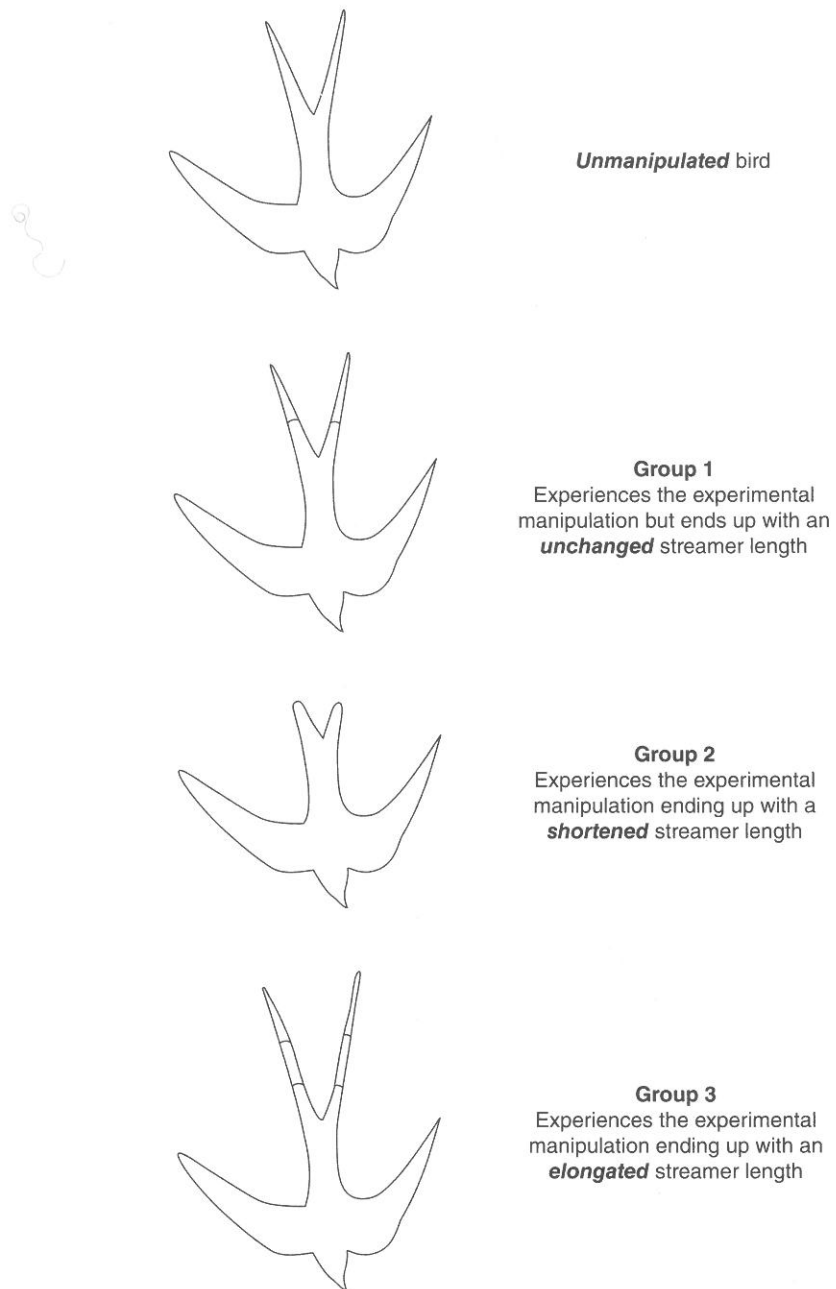 Unmanipulated bird
Group 1
Experiences the experimental
manipulation but ends up with an
unchanged streamer length
Group 2
Experiences the experimental
manipulation ending up with a
shortened streamer length
Group 3
Experiences the experimental
manipulation ending up with an
elongated streamer length